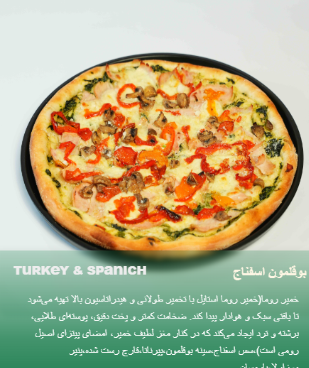 TURKEY & SPANICH
بوقلمون اسفناج
خمیر روما(خمیر روما استایل با تخمیر طولانی و هیدراتاسیون بالا تهیه می‌شود
تا بافتی سبک و هوادار پیدا کند. ضخامت کمتر و پخت دقیق، پوسته‌ای طلایی،
برشته و ترد ایجاد می‌کند که در کنار مغز لطیف خمیر، امضای پیتزای اصیل
رومی است)،سس اسفناج،سینه بوقلمون،پپرداتا،قارچ رست شده،پنیر